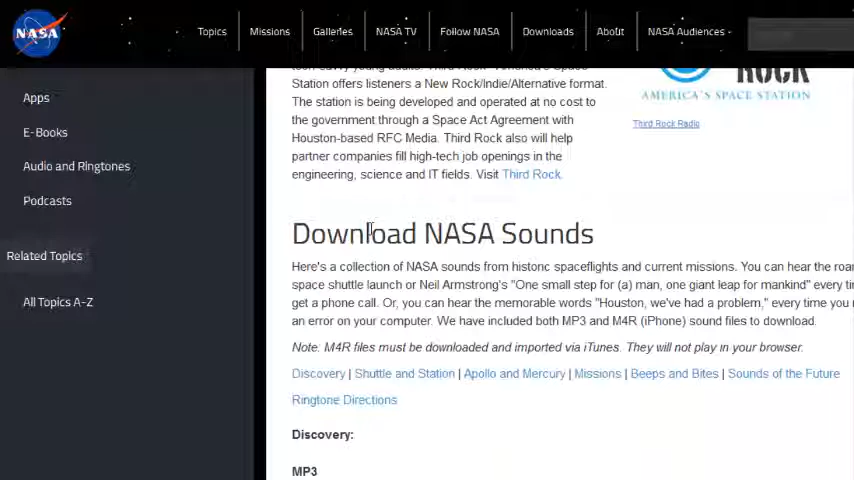 NASA
Topics
Missions
Galleries
NASA TV
Follow NASA
Downloads
About
NASA Audiences
Apps
E-Books
Audio and Ringtones
Podcasts
Related Topics
All Topics A-Z
Station offers listeners a New Rock/Indie/Alternative format.
The station is being developed and operated at no cost to
the government through a Space Act Agreement with
Houston-based RFC Media. Third Rock also will help
partner companies fill high-tech job openings in the
engineering, science and IT fields. Visit Third Rock.
ROCK
AMERICA'S SPACE STATION
Third Rock Radio
Download NASA Sounds
Here's a collection of NASA sounds from historic spaceflights and current missions. You can hear the roar
space shuttle launch or Neil Armstrong's "One small step for (a) man, one giant leap for mankind" every
get a phone call. Or, you can hear the memorable words "Houston, we've had a problem," every time you
an error on your computer. We have included both MP3 and M4R (iPhone) sound files to download.
Note: M4R files must be downloaded and imported via iTunes. They will not play in your browser.
Discovery | Shuttle and Station | Apollo and Mercury | Missions | Beeps and Bites | Sounds of the Future
Ringtone Directions
Discovery:
MP3